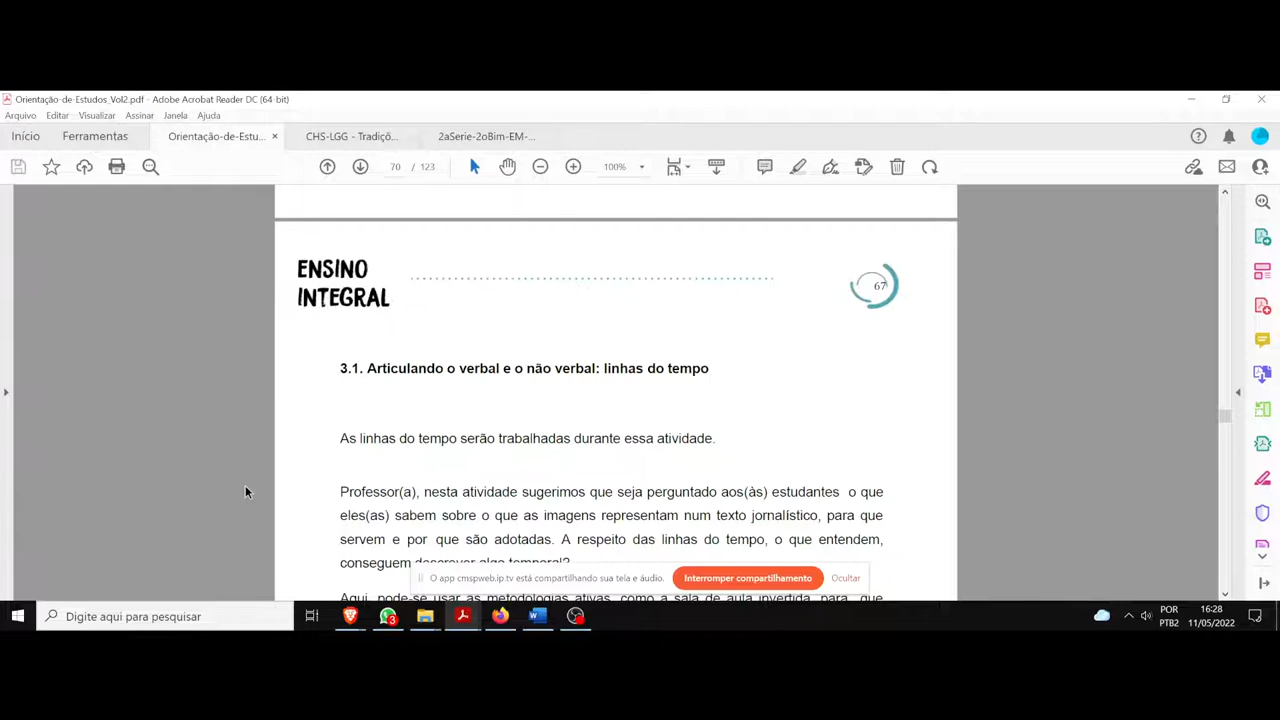 Orientação-de-Estudos_Vol2.pdf - Adobe Acrobat Reader DC (64-bit)
Arquivo Editar Visualizar Assinar Janela Ajuda
Início Ferramentas Orientação-de-Estu... × CHS-LGG - Tradiçõ... 2aSerie-2oBim-EM-...
70 / 123 100%
ENSINO
INTEGRAL
67
3.1. Articulando o verbal e o não verbal: linhas do tempo
As linhas do tempo serão trabalhadas durante essa atividade.
Professor(a), nesta atividade sugerimos que seja perguntado aos(às) estudantes o que
eles(as) sabem sobre o que as imagens representam num texto jornalístico, para que
servem e por que são adotadas. A respeito das linhas do tempo, o que entendem,
conseguem descrever algo temporal?
O app cmspweb.ip.tv está compartilhando sua tela e áudio. Interromper compartilhamento Ocultar
Aqui, pode-se usar as metodologias ativas, como a sala de aula invertida, para que
Digite aqui para pesquisar
3
POR
PTB2
16:28
11/05/2022